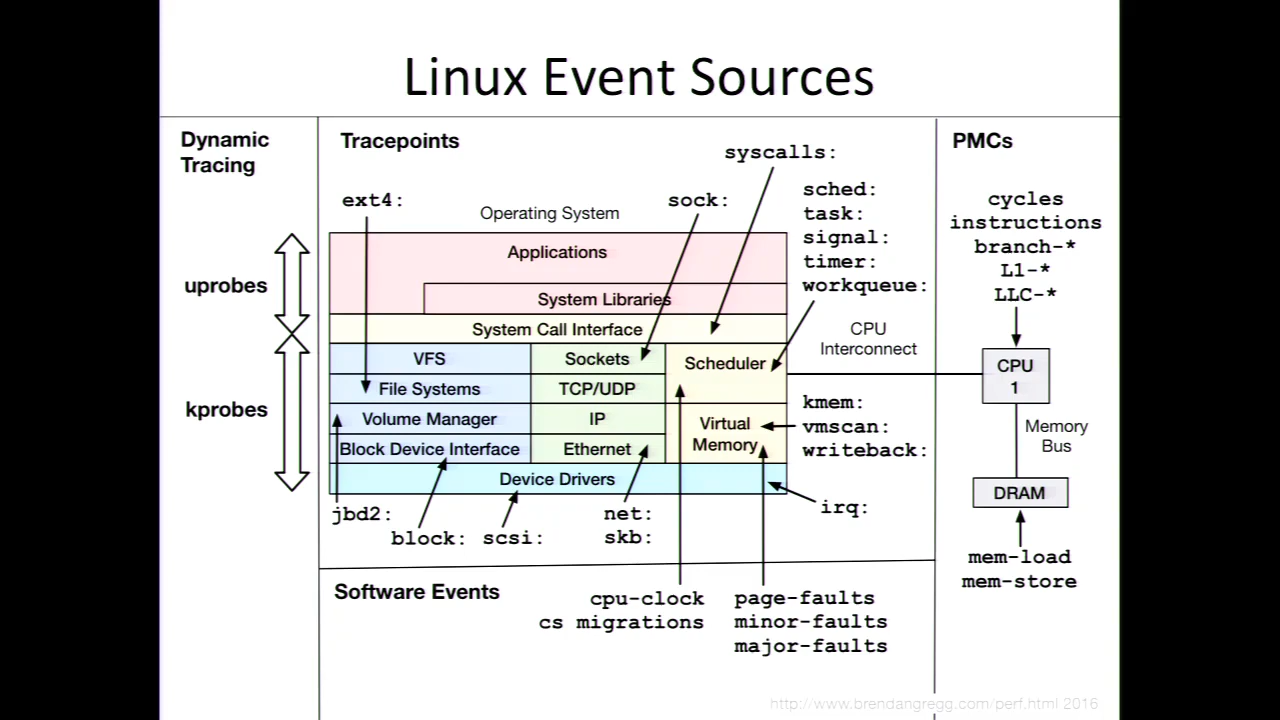 Linux Event Sources
Dynamic
Tracing
uprobes
kprobes
Tracepoints
syscalls:
ext4:
Operating System
sock:
sched:
task:
signal:
timer:
workqueue:
Applications
System Libraries
System Call Interface
VFS
Sockets
Scheduler
File Systems
TCP/UDP
Volume Manager
IP
Virtual
Memory
Block Device Interface
Ethernet
Device Drivers
CPU
Interconnect
kmem:
vmscan:
writeback:
jbd2:
block:
scsi:
net:
skb:
irq:
Software Events
cpu-clock
cs migrations
page-faults
minor-faults
major-faults
PMCs
cycles
instructions
branch-*
L1-*
LLC-*
CPU
1
Memory
Bus
DRAM
mem-load
mem-store
http://www.brendangregg.com/perf.html 2016